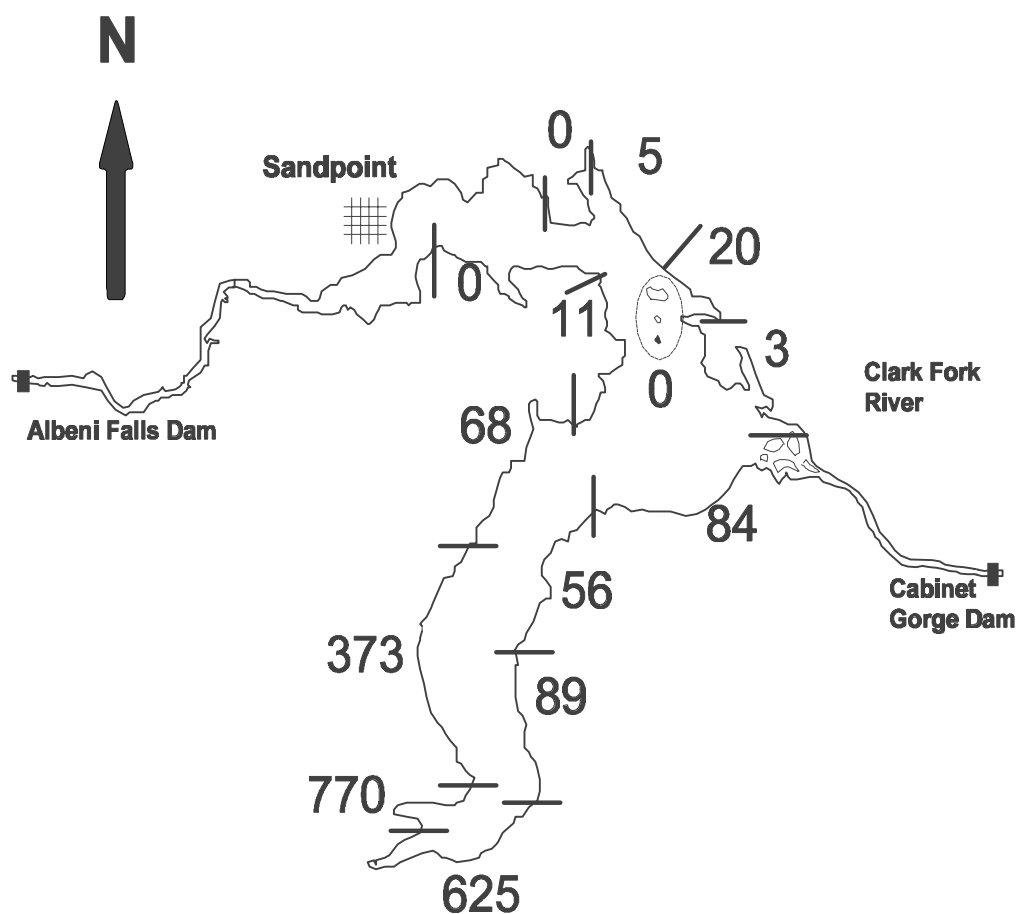 N
0
5
Sandpoint
20
0
11
3
0
Clark Fork
River
68
Albeni Falls Dam
84
56
Cabinet
Gorge Dam
373
89
770
625